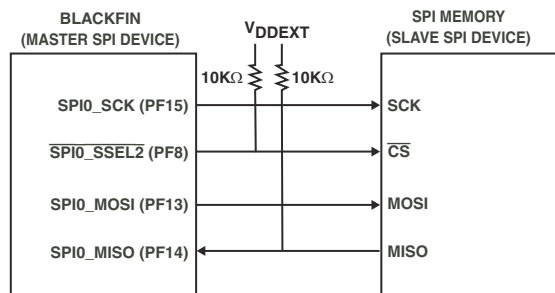 BLACKFIN
(MASTER SPI DEVICE)
SPI MEMORY
(SLAVE SPI DEVICE)
VDDEXT
10KΩ
10KΩ
SPI0_SCK (PF15)
SCK
SPI0_SSEL2 (PF8)
CS
SPI0_MOSI (PF13)
MOSI
SPI0_MISO (PF14)
MISO